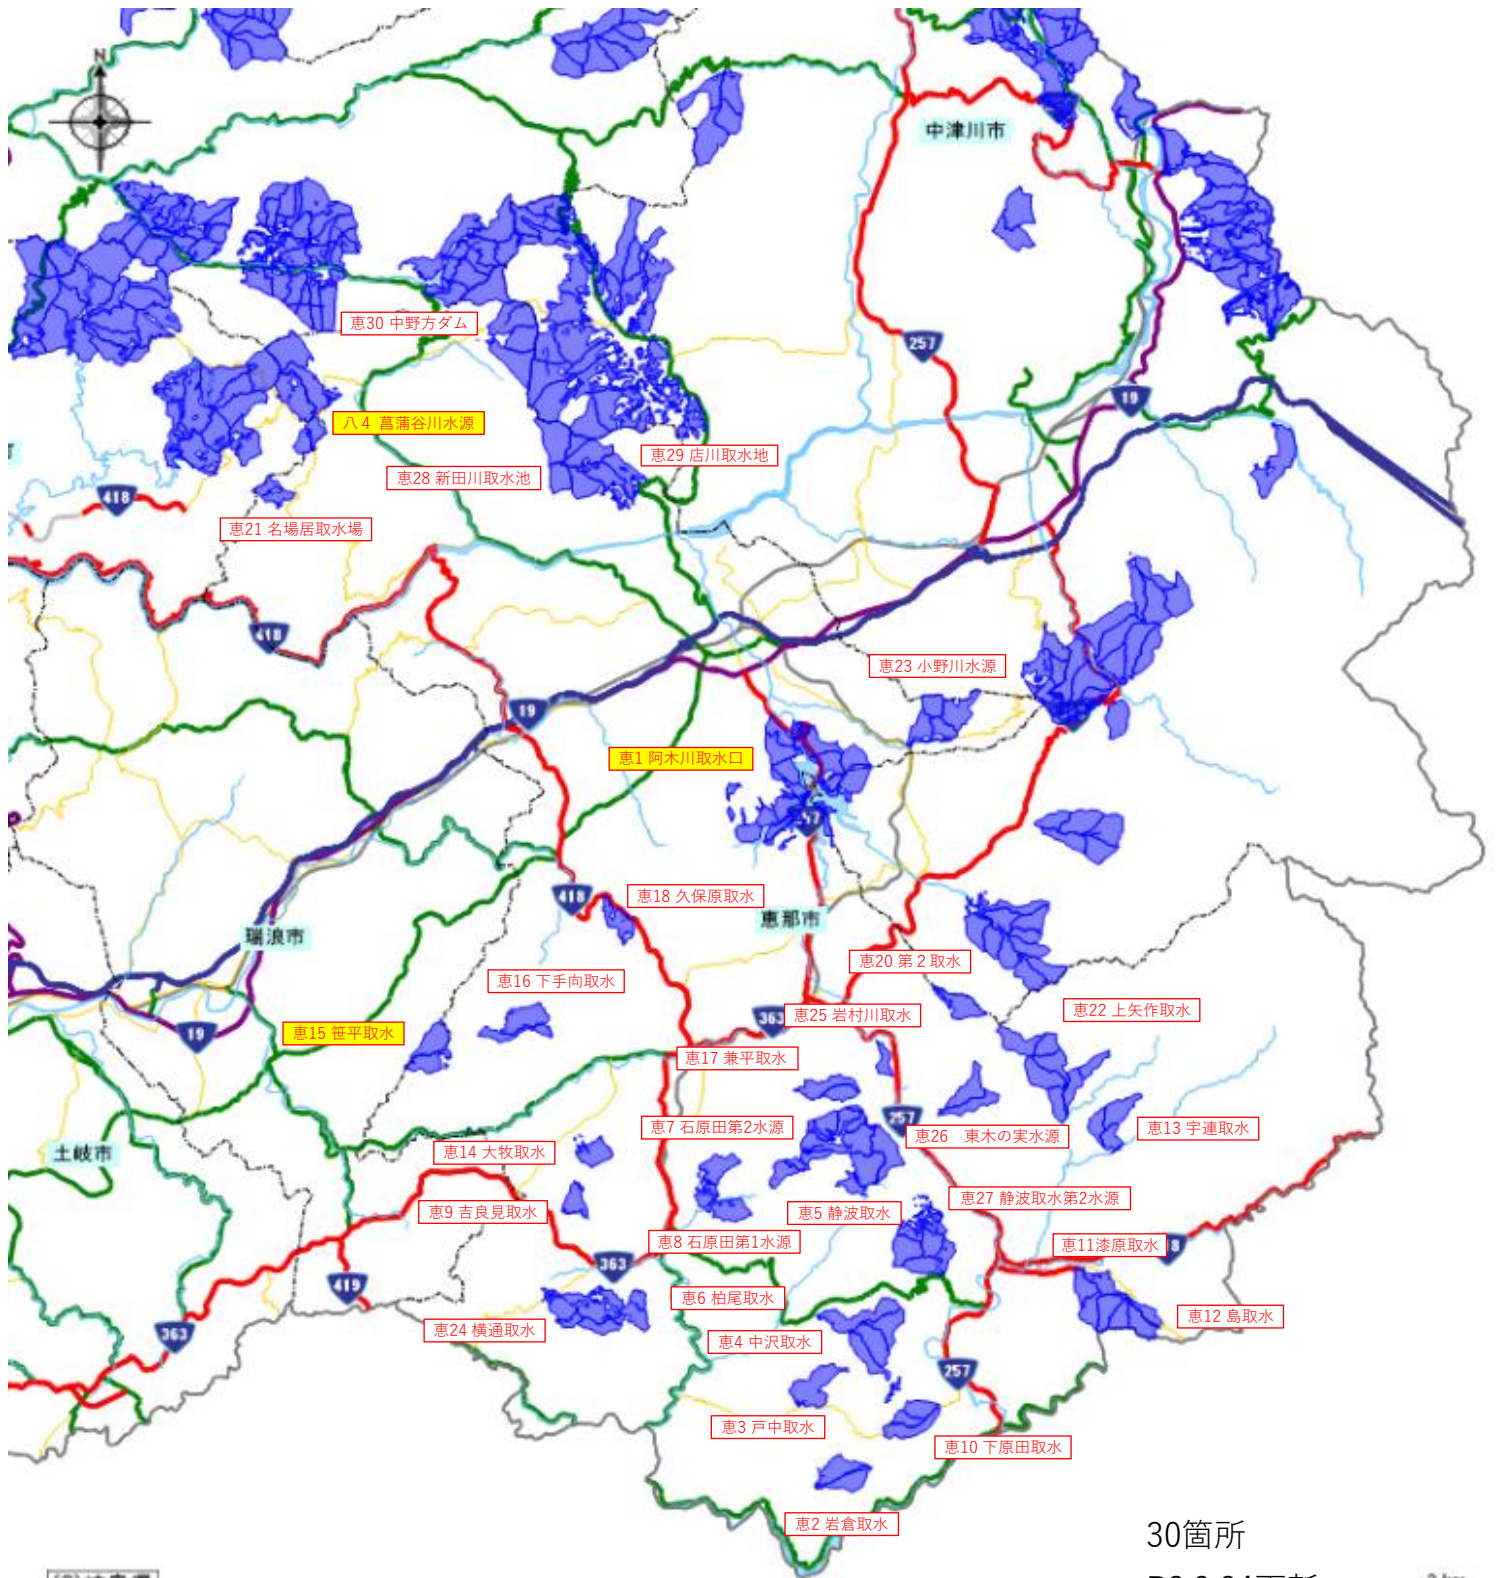 N
中津川市
恵30 中野方ダム
257
19
八４ 菖蒲谷川水源
恵29 店川取水地
恵28 新田川取水池
418
恵21 名場居取水場
418
恵23 小野川水源
19
恵1 阿木川取水口
恵18 久保原取水
418
恵那市
瑞浪市
恵20 第２取水
恵16 下手向取水
恵22 上矢作取水
363
恵25 岩村川取水
19
恵15 笹平取水
恵17 兼平取水
257
恵7 石原田第2水源
恵26　東木の実水源
恵13 宇連取水
土岐市
恵14 大牧取水
恵27 静波取水第2水源
恵9 吉良見取水
恵5 静波取水
恵8 石原田第1水源
恵11漆原取水
363
419
恵6 柏尾取水
恵12 島取水
恵24 横通取水
363
恵4 中沢取水
257
恵3 戸中取水
恵10 下原田取水
恵2 岩倉取水
30箇所